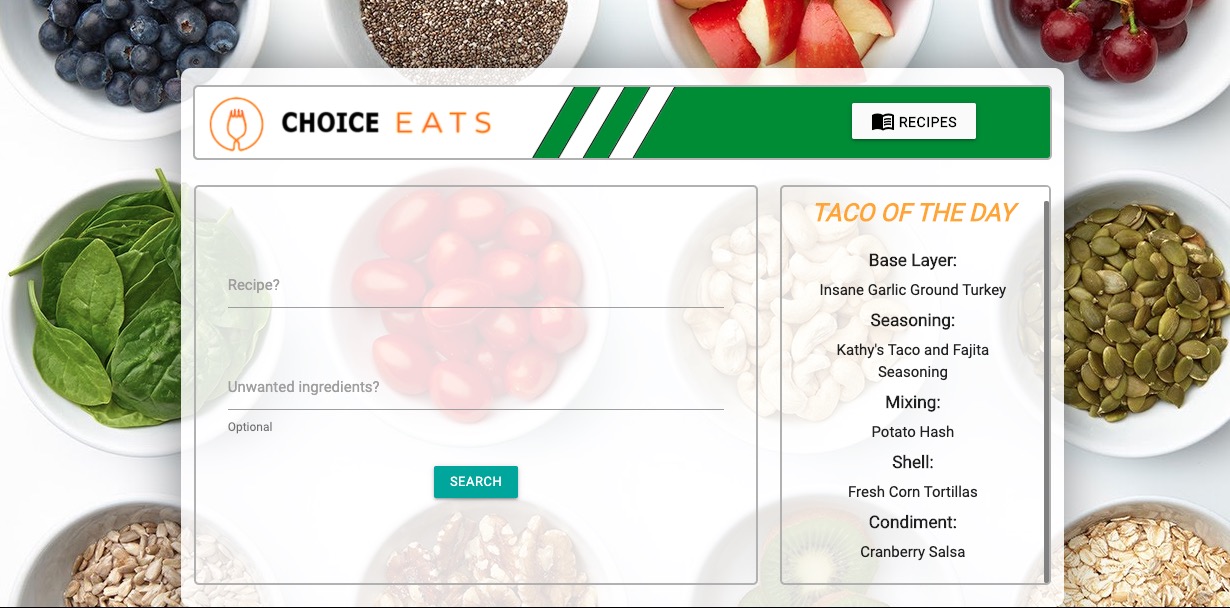 CHOICE EATS
RECIPES
Recipe?
Unwanted ingredients?
Optional
SEARCH
TACO OF THE DAY
Base Layer:
Insane Garlic Ground Turkey
Seasoning:
Kathy's Taco and Fajita
Seasoning
Mixing:
Potato Hash
Shell:
Fresh Corn Tortillas
Condiment:
Cranberry Salsa